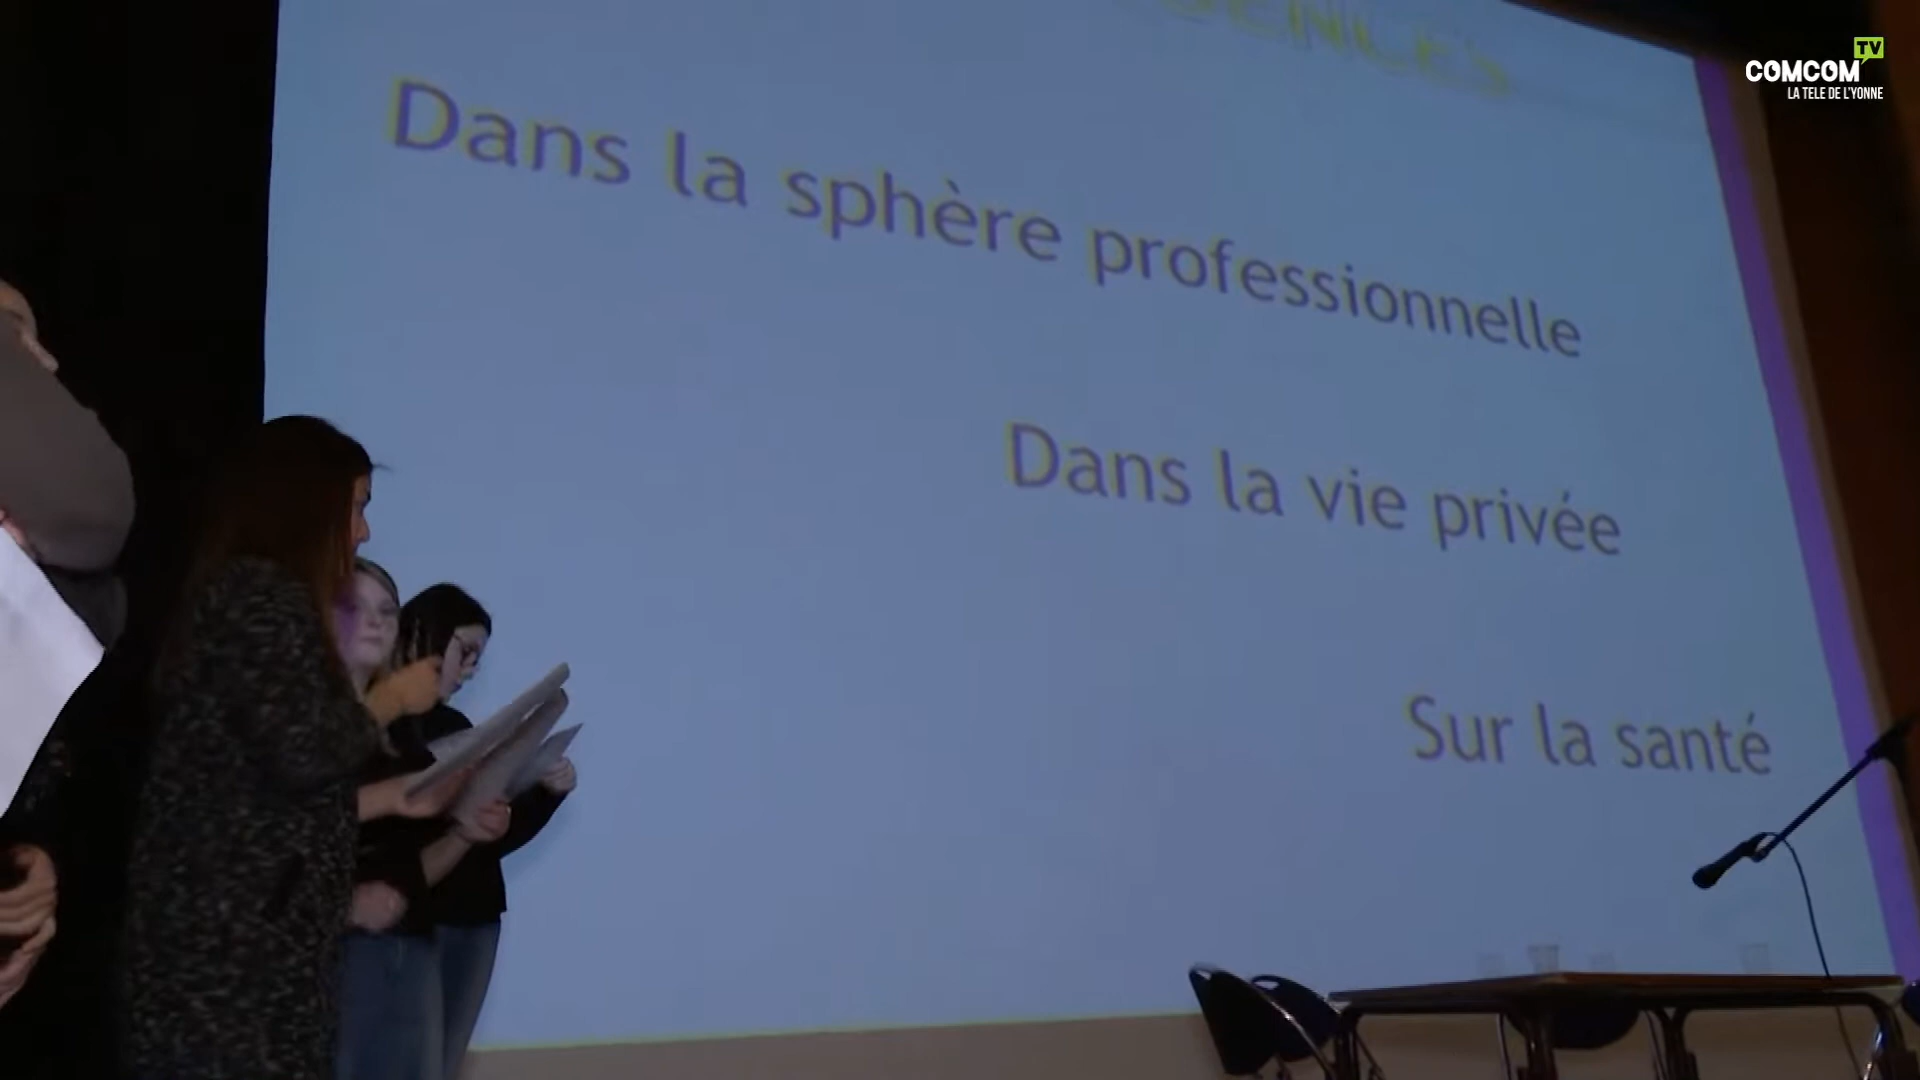 TV
COMCOM
LA TELE DE L'YONNE
Dans la sphère professionnelle
Dans la vie privée
Sur la santé